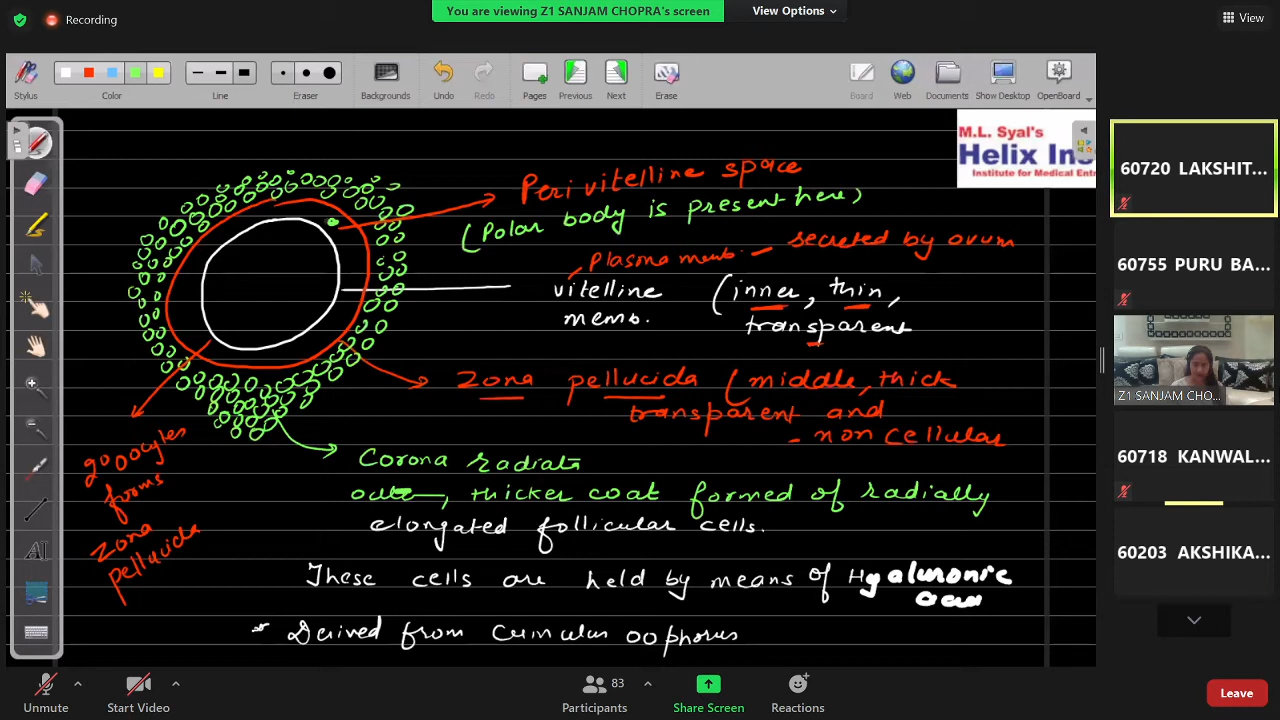 Recording
You are viewing Z1 SANJAM CHOPRA's screen
View Options
View
Stylus
Color
Line
Eraser
Backgrounds
Undo
Redo
Pages
Previous
Next
Erase
Board
Web
Documents
Show Desktop
OpenBoard
M.L. Syal's
Helix Ins
Institute for Medical Entr
Perivitelline space
(Polar body is present here)
Plasma memb. - secreted by ovum
vitelline (inner, thin,
memb. transparent
Zona pellucida (middle, thick
transparent and
- non cellular
Corona radiata
outer, thicker coat formed of radially
elongated follicular cells.
These cells are held by means of Hyaluronic
Derived from Cumulus oophorus
2° oocytes
forms
Zona
pellucida
60720 LAKSHIT...
60755 PURU BA...
Z1 SANJAM CHO...
60718 KANWAL...
60203 AKSHIKA...
Unmute
Start Video
83
Participants
Share Screen
Reactions
Leave